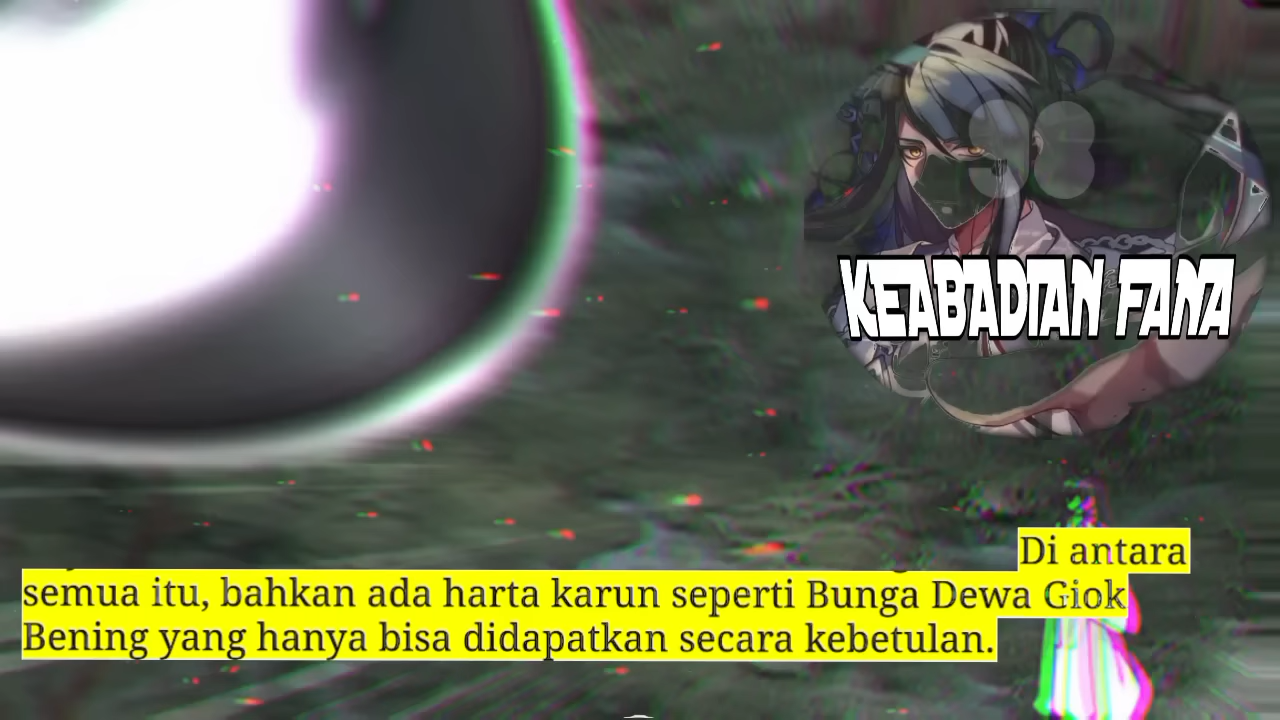 KEABADIAN FANA
Di antara
semua itu, bahkan ada harta karun seperti Bunga Dewa Giok
Bening yang hanya bisa didapatkan secara kebetulan.